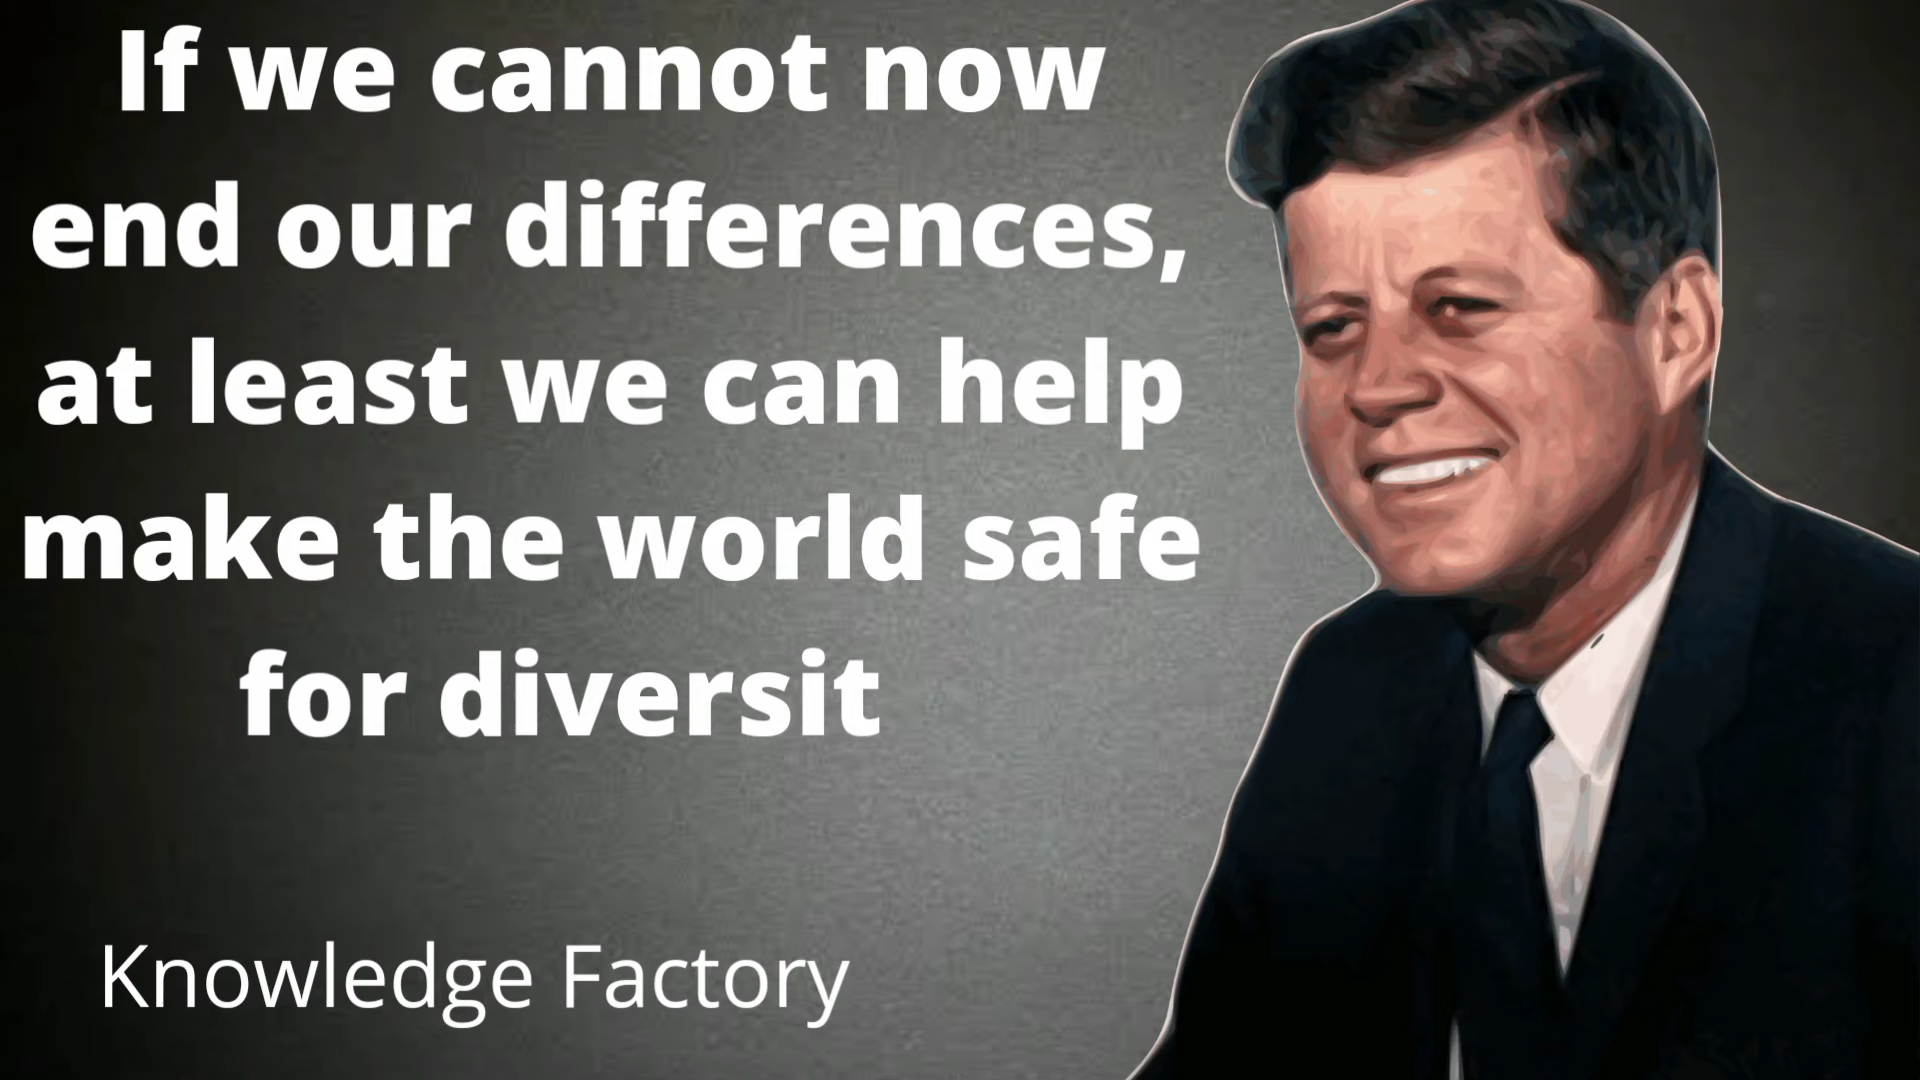 If we cannot now
end our differences,
at least we can help
make the world safe
for diversit
Knowledge Factory